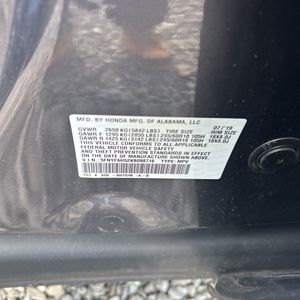 MFD. BY HONDA MFG. OF ALABAMA, LLC 07/'19
GVWR 2650 KG(5842 LBS) TIRE SIZE RIM SIZE
GAWR F 1295 KG(2855 LBS)245/60R18 105H 18X8.0J
GAWR R 1425 KG(3142 LBS)245/60R18 105H 18X8.0J
THIS VEHICLE CONFORMS TO ALL APPLICABLE
FEDERAL MOTOR VEHICLE SAFETY AND THEFT PREVENTION
STANDARDS IN EFFECT ON THE DATE OF MANUFACTURE SHOWN ABOVE.
TYPE: MPV